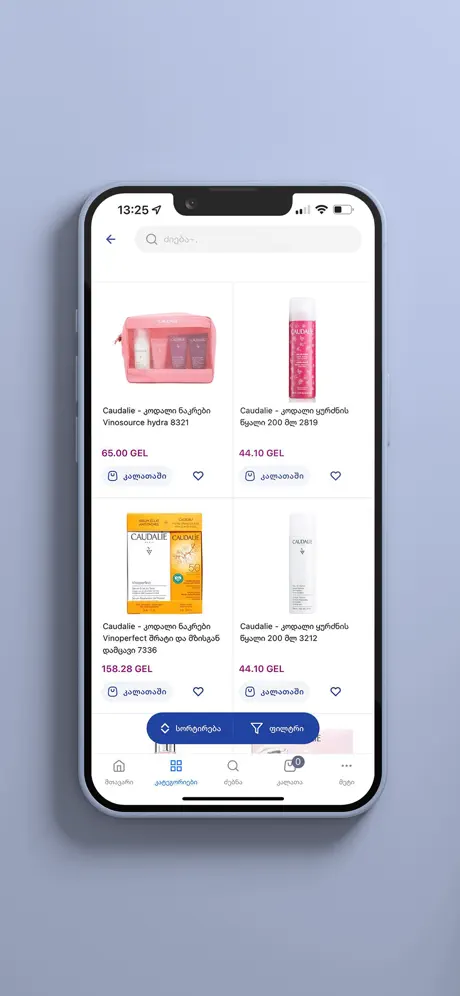 13:25
ძიება...
CAUDALIE
Caudalie - კოდალი ნაკრები
Vinosource hydra 8321
65.00 GEL
კალათაში
Caudalie - კოდალი ყურძნის
წყალი 200 მლ 2819
44.10 GEL
კალათაში
CAUDALIE
CAUDALIE
50
Caudalie - კოდალი ნაკრები
Vinoperfect შრატი და მზისგან
დამცავი 7336
158.28 GEL
კალათაში
CAUDALIE
Caudalie - კოდალი ყურძნის
წყალი 200 მლ 3212
44.10 GEL
კალათაში
სორტირება
ფილტრი
მთავარი
კატეგორიები
ძებნა
0
კალათა
მეტი